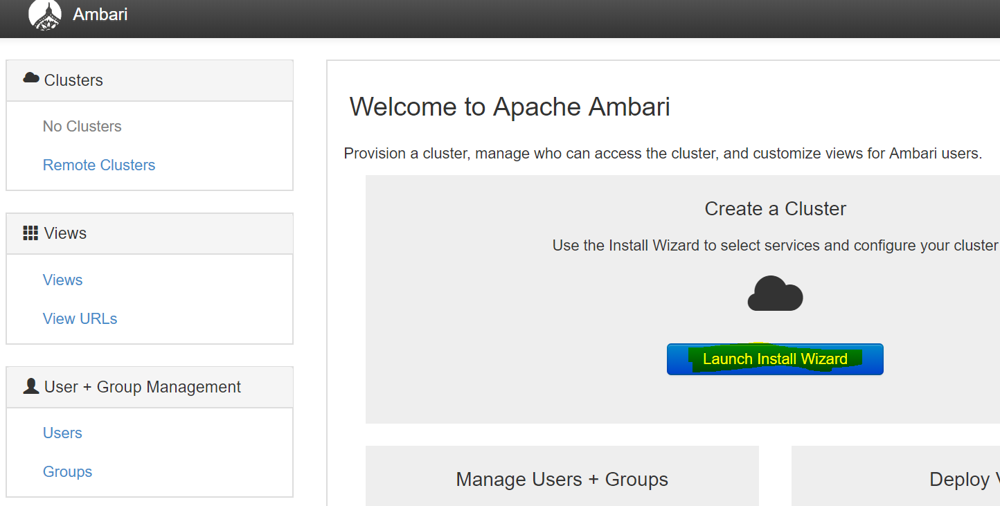 Ambari
Clusters
No Clusters
Remote Clusters
Views
Views
View URLs
User + Group Management
Users
Groups
Welcome to Apache Ambari
Provision a cluster, manage who can access the cluster, and customize views for Ambari users.
Create a Cluster
Use the Install Wizard to select services and configure your cluster
Launch Install Wizard
Manage Users + Groups
Deploy